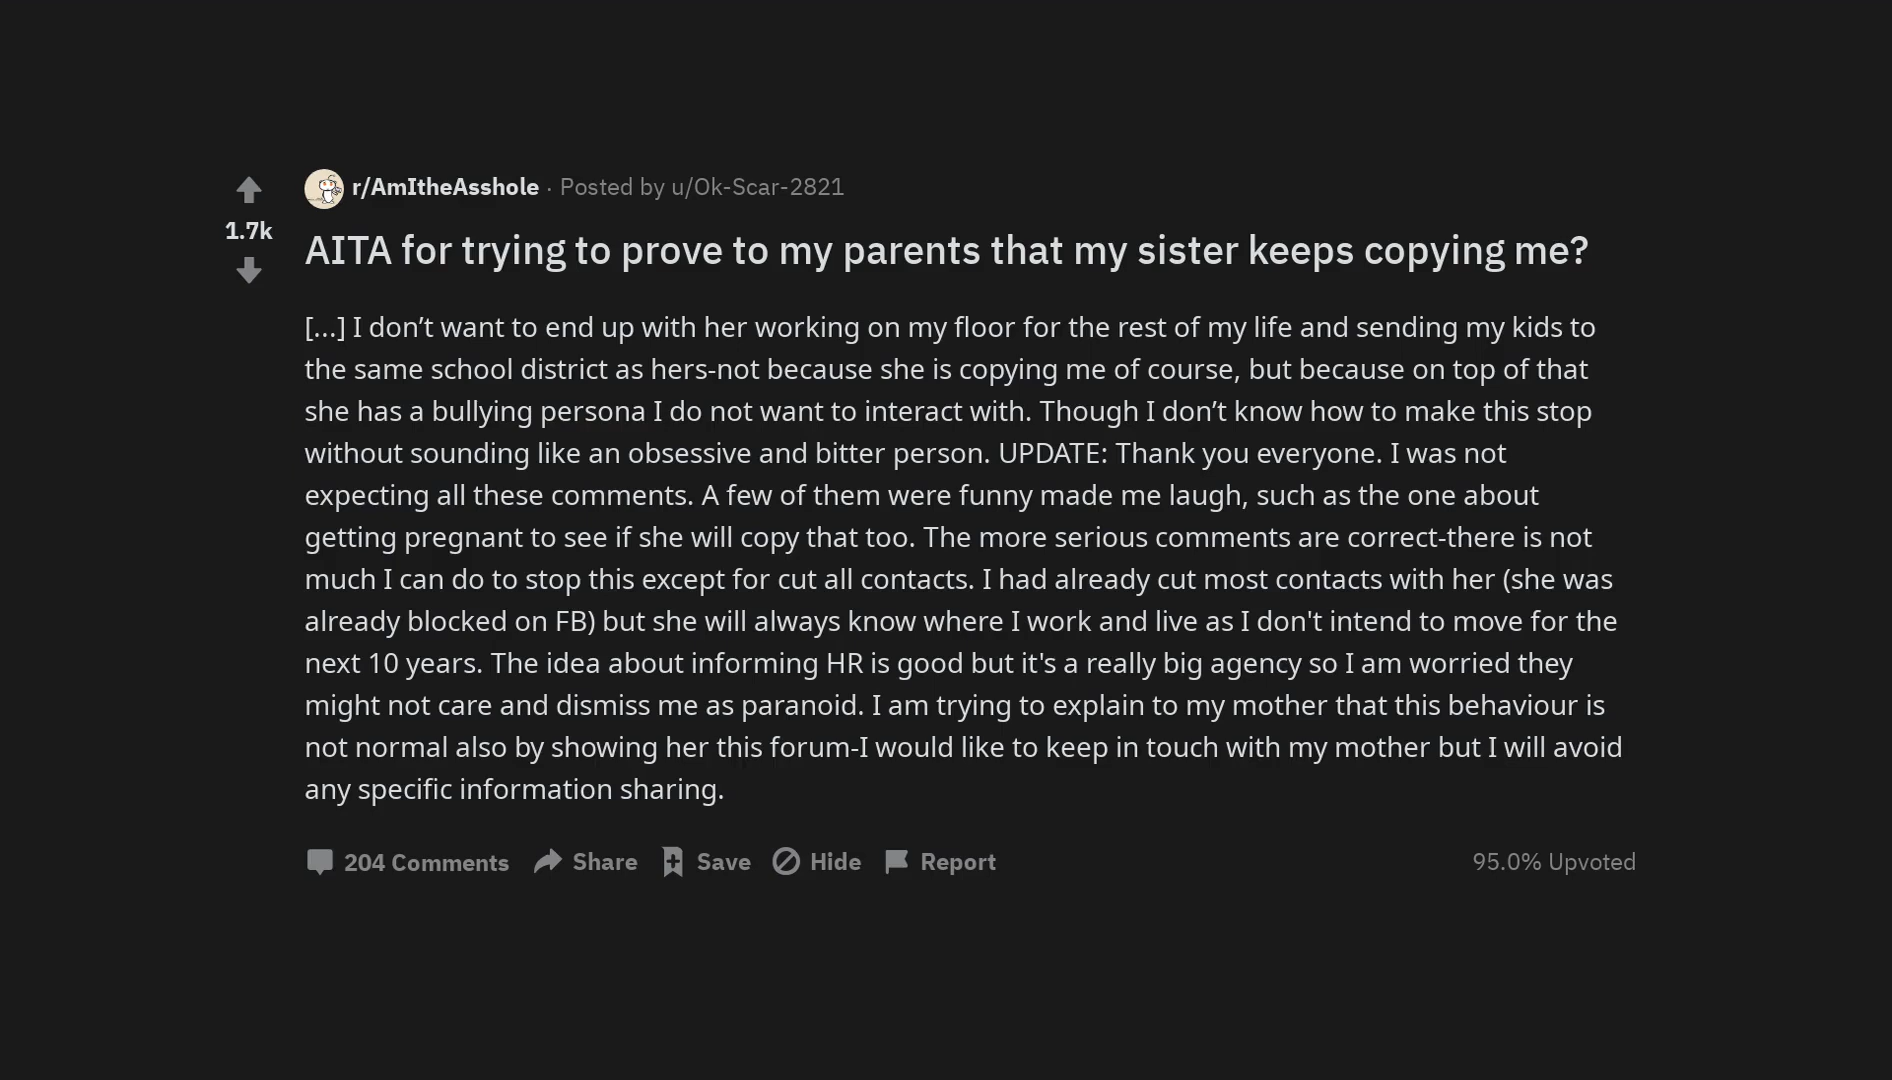 r/AmItheAsshole · Posted by u/Ok-Scar-2821
1.7k
AITA for trying to prove to my parents that my sister keeps copying me?
[...] I don’t want to end up with her working on my floor for the rest of my life and sending my kids to
the same school district as hers-not because she is copying me of course, but because on top of that
she has a bullying persona I do not want to interact with. Though I don’t know how to make this stop
without sounding like an obsessive and bitter person. UPDATE: Thank you everyone. I was not
expecting all these comments. A few of them were funny made me laugh, such as the one about
getting pregnant to see if she will copy that too. The more serious comments are correct-there is not
much I can do to stop this except for cut all contacts. I had already cut most contacts with her (she was
already blocked on FB) but she will always know where I work and live as I don't intend to move for the
next 10 years. The idea about informing HR is good but it's a really big agency so I am worried they
might not care and dismiss me as paranoid. I am trying to explain to my mother that this behaviour is
not normal also by showing her this forum-I would like to keep in touch with my mother but I will avoid
any specific information sharing.
204 Comments Share Save Hide Report 95.0% Upvoted